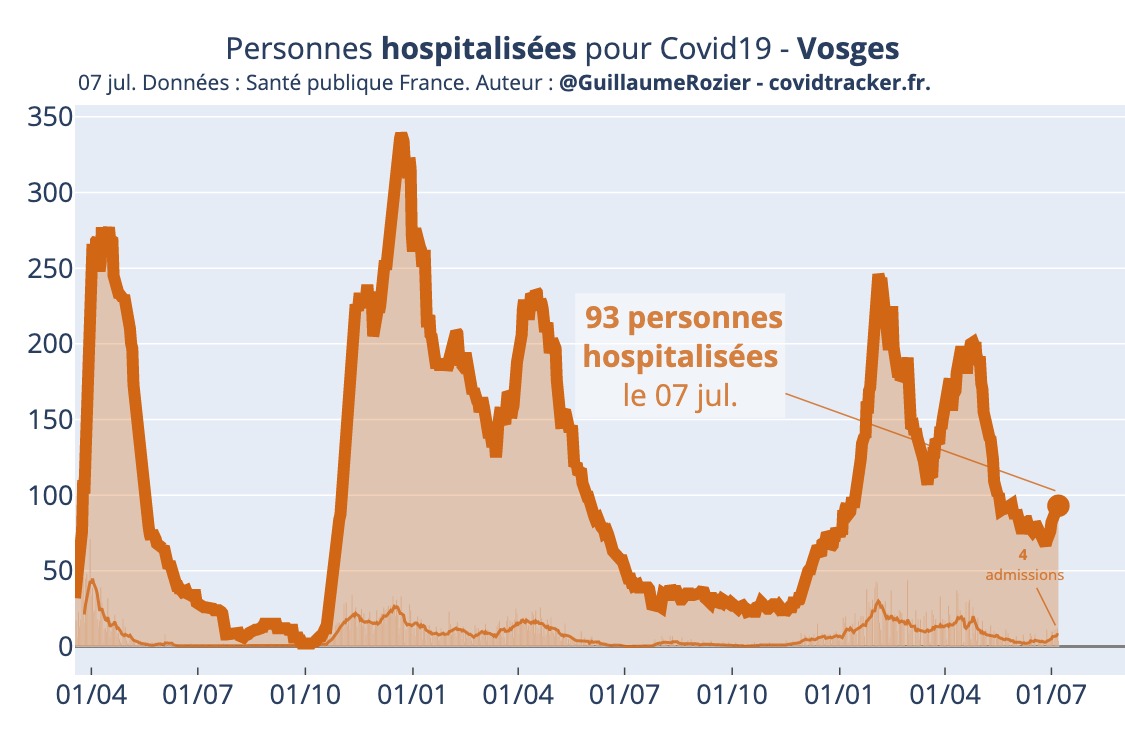 Personnes hospitalisées pour Covid19 - Vosges
07 jul. Données : Santé publique France. Auteur : @GuillaumeRozier - covidtracker.fr.
350
300
250
200
150
100
50
0
93 personnes
hospitalisées
le 07 jul.
4
admissions
01/04 01/07 01/10 01/01 01/04 01/07 01/10 01/01 01/04 01/07